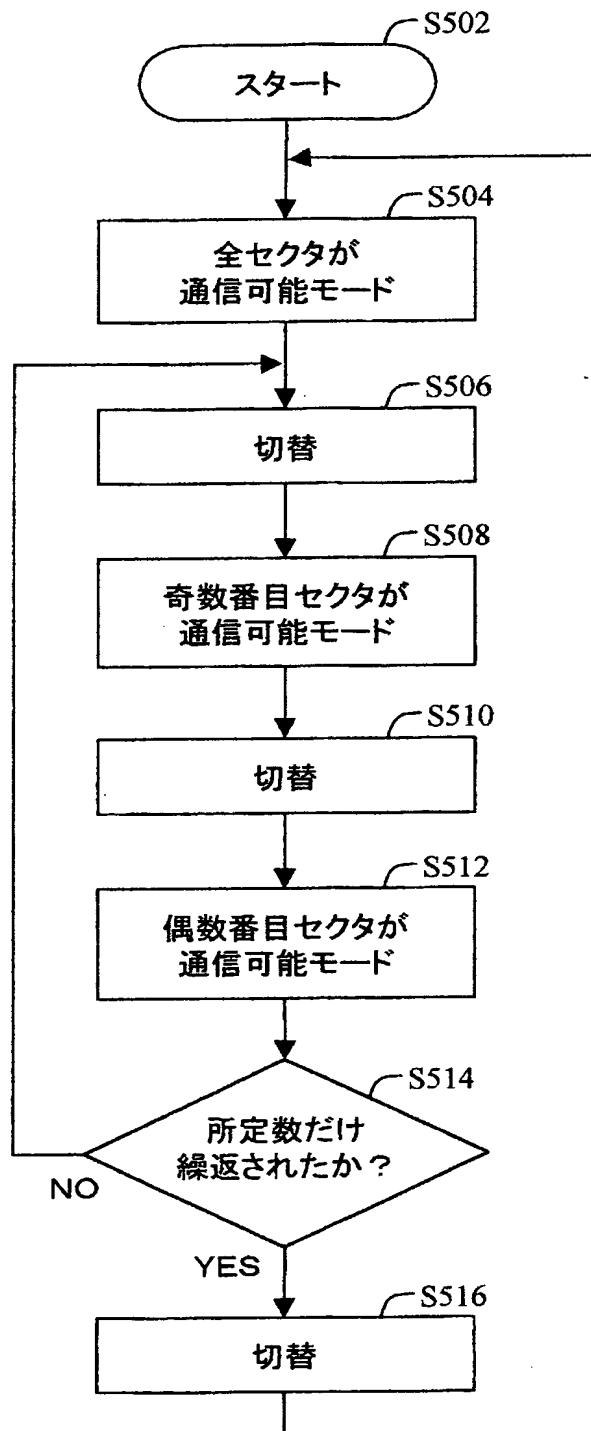 S502
スタート
S504
全セクタが
通信可能モード
S506
切替
S508
奇数番目セクタが
通信可能モード
S510
切替
S512
偶数番目セクタが
通信可能モード
S514
所定数だけ
繰返されたか？
NO
YES
S516
切替